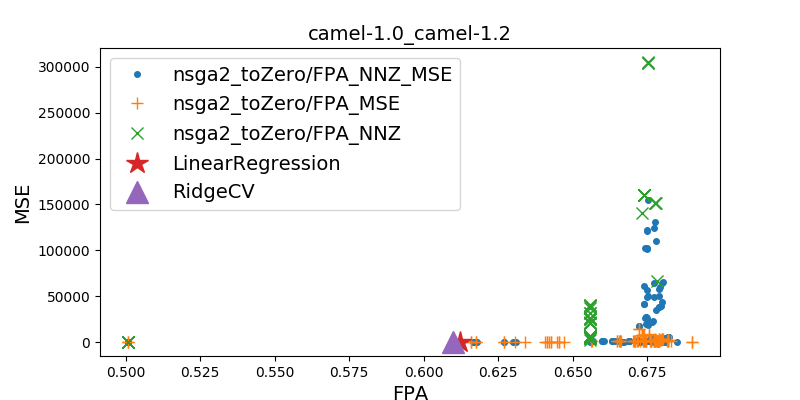 camel-1.0_camel-1.2
nsga2_toZero/FPA_NNZ_MSE
nsga2_toZero/FPA_MSE
nsga2_toZero/FPA_NNZ
LinearRegression
RidgeCV
MSE
300000
250000
200000
150000
100000
50000
0
0.500 0.525 0.550 0.575 0.600 0.625 0.650 0.675
FPA